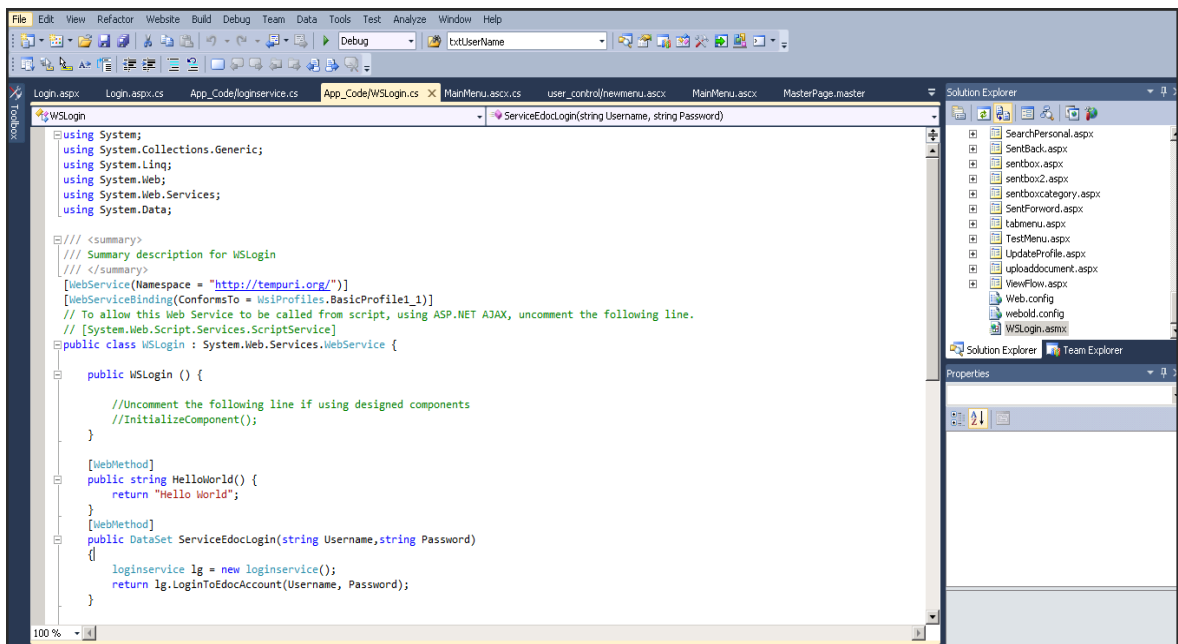 File Edit View Refactor Website Build Debug Team Data Tools Test Analyze Window Help
Debug txtUserName
Login.aspx Login.aspx.cs App_Code/loginservice.cs App_Code/WSLogin.cs MainMenu.ascx.cs user_control/newmenu.ascx MainMenu.ascx MasterPage.master
Toolbox
WSLogin ServiceEdocLogin(string Username, string Password)
using System;
using System.Collections.Generic;
using System.Linq;
using System.Web;
using System.Web.Services;
using System.Data;
/// <summary>
/// Summary description for WSLogin
/// </summary>
[WebService(Namespace = "http://tempuri.org/")]
[WebServiceBinding(ConformsTo = WsiProfiles.BasicProfile1_1)]
// To allow this Web Service to be called from script, using ASP.NET AJAX, uncomment the following line.
// [System.Web.Script.Services.ScriptService]
public class WSLogin : System.Web.Services.WebService {
public WSLogin () {
//Uncomment the following line if using designed components
//InitializeComponent();
}
[WebMethod]
public string HelloWorld() {
return "Hello World";
}
[WebMethod]
public DataSet ServiceEdocLogin(string Username,string Password)
{
loginservice lg = new loginservice();
return lg.LoginToEdocAccount(Username, Password);
}
100 %
Solution Explorer
SearchPersonal.aspx
SentBack.aspx
sentbox.aspx
sentbox2.aspx
sentboxcategory.aspx
SentForword.aspx
tabmenu.aspx
TestMenu.aspx
UpdateProfile.aspx
uploaddocument.aspx
ViewFlow.aspx
Web.config
webold.config
WSLogin.asmx
Solution Explorer Team Explorer
Properties